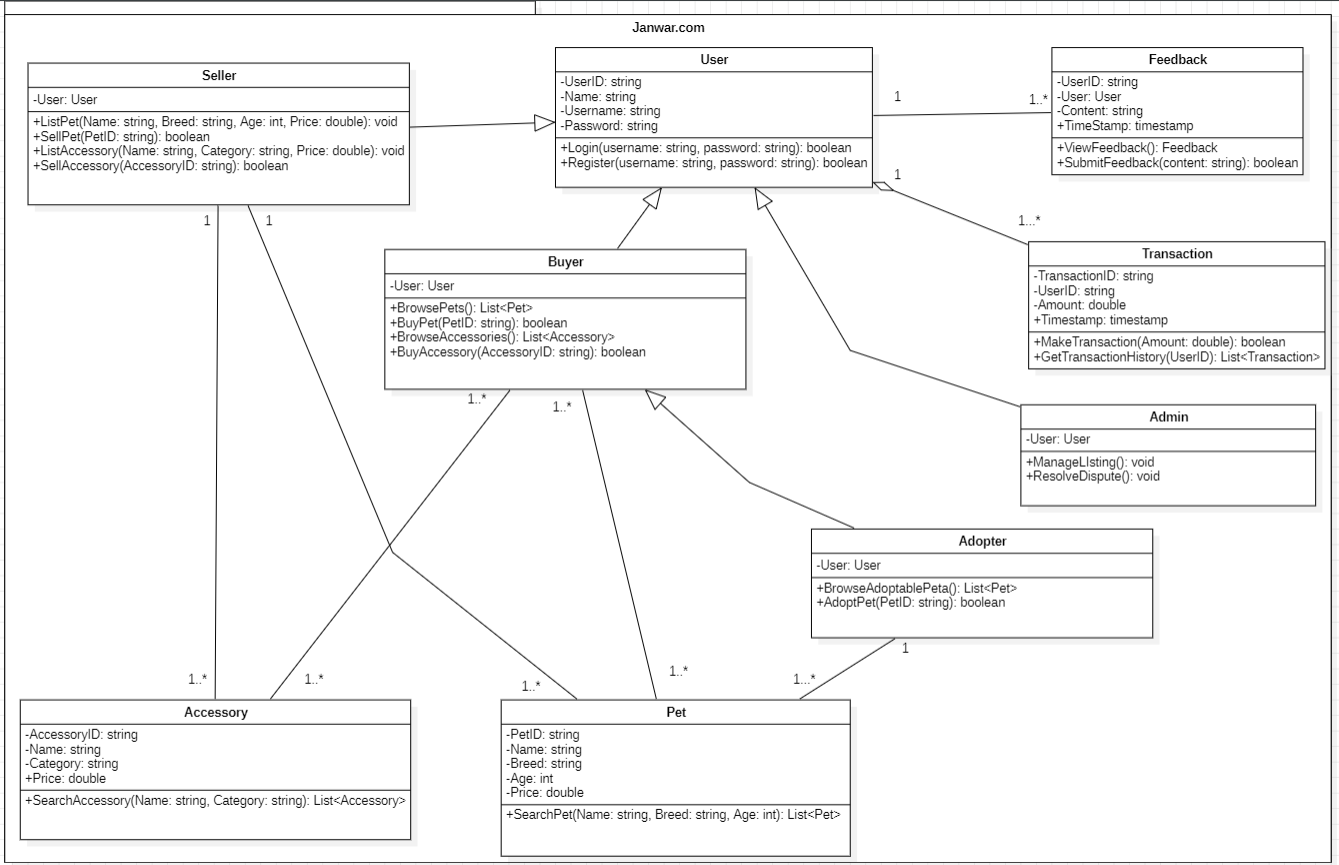 Janwar.com
Seller
-User: User
+ListPet(Name: string, Breed: string, Age: int, Price: double): void
+SellPet(PetID: string): boolean
+ListAccessory(Name: string, Category: string, Price: double): void
+SellAccessory(AccessoryID: string): boolean
User
-UserID: string
-Name: string
-Username: string
-Password: string
+Login(username: string, password: string): boolean
+Register(username: string, password: string): boolean
1
1..*
Feedback
-UserID: string
-User: User
-Content: string
+TimeStamp: timestamp
+ViewFeedback(): Feedback
+SubmitFeedback(content: string): boolean
1
1...*
1
1
Transaction
-TransactionID: string
-UserID: string
-Amount: double
+Timestamp: timestamp
+MakeTransaction(Amount: double): boolean
+GetTransactionHistory(UserID): List<Transaction>
Buyer
-User: User
+BrowsePets(): List<Pet>
+BuyPet(PetID: string): boolean
+BrowseAccessories(): List<Accessory>
+BuyAccessory(AccessoryID: string): boolean
1..*
1..*
Admin
-User: User
+ManageLIsting(): void
+ResolveDispute(): void
Adopter
-User: User
+BrowseAdoptablePeta(): List<Pet>
+AdoptPet(PetID: string): boolean
1
1..*
1..*
1..*
1..*
1...*
Accessory
-AccessoryID: string
-Name: string
-Category: string
+Price: double
+SearchAccessory(Name: string, Category: string): List<Accessory>
Pet
-PetID: string
-Name: string
-Breed: string
-Age: int
-Price: double
+SearchPet(Name: string, Breed: string, Age: int): List<Pet>